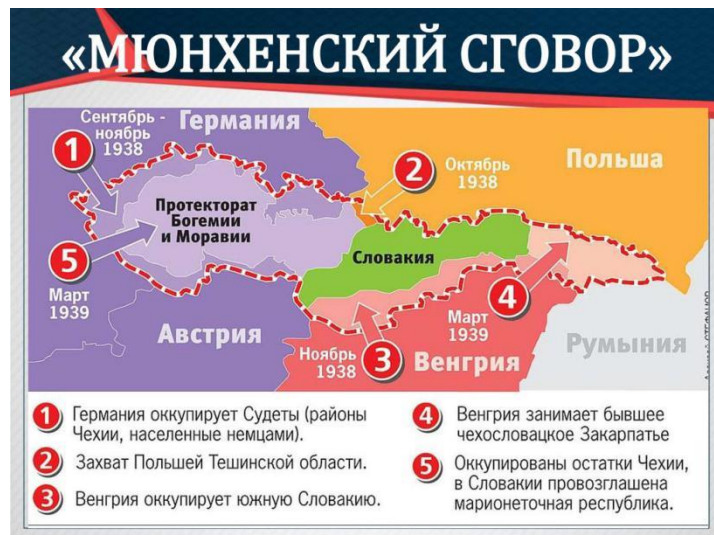 «МЮНХЕНСКИЙ СГОВОР»
Сентябрь -
ноябрь
1938
Германия
1
2
Октябрь
1938
Польша
Протекторат
Богемии
и Моравии
5
Словакия
Март
1939
4
Австрия
Март
1939
Ноябрь
1938
3
Венгрия
Румыния
1 Германия оккупирует Судеты (районы
Чехии, населенные немцами).
2 Захват Польшей Тешинской области.
3 Венгрия оккупирует южную Словакию.
4 Венгрия занимает бывшее
чехословацкое Закарпатье
5 Оккупированы остатки Чехии,
в Словакии провозглашена
марионеточная республика.